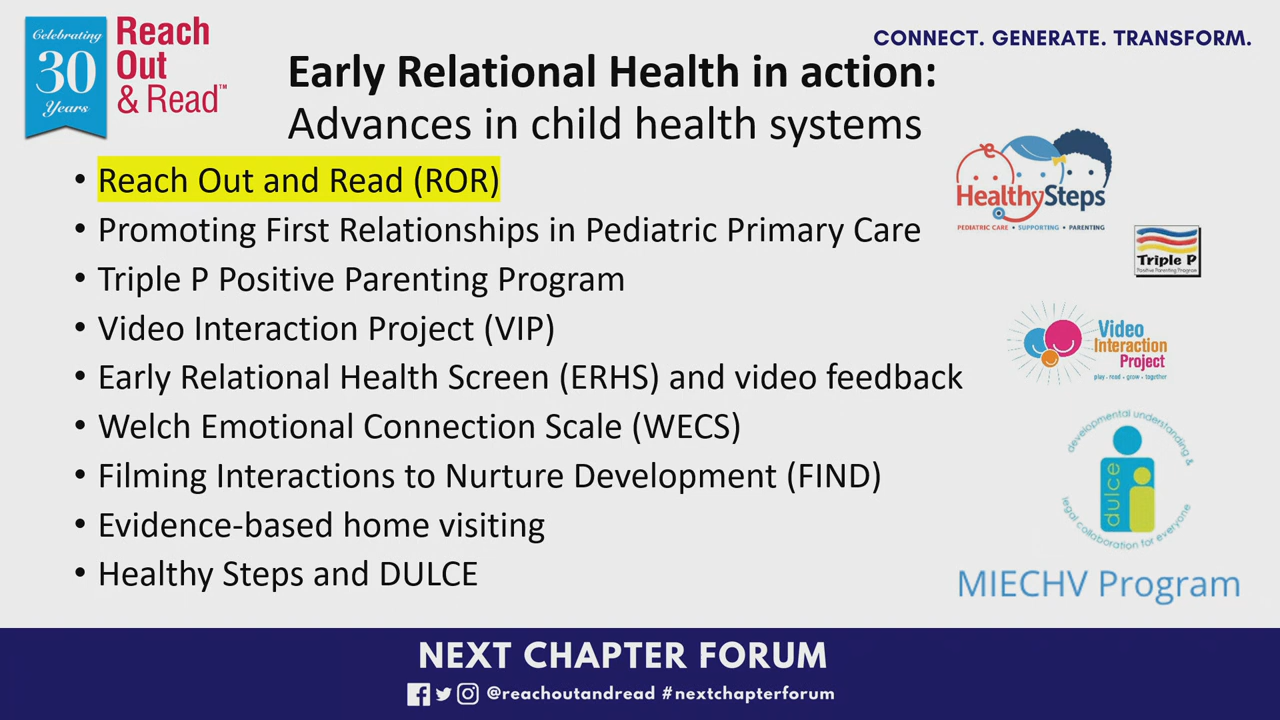 Celebrating
30
Years
Reach
Out
& Read™
CONNECT. GENERATE. TRANSFORM.
Early Relational Health in action:
Advances in child health systems
• Reach Out and Read (ROR)
• Promoting First Relationships in Pediatric Primary Care
• Triple P Positive Parenting Program
• Video Interaction Project (VIP)
• Early Relational Health Screen (ERHS) and video feedback
• Welch Emotional Connection Scale (WECS)
• Filming Interactions to Nurture Development (FIND)
• Evidence-based home visiting
• Healthy Steps and DULCE
HealthySteps
PEDIATRIC CARE • SUPPORTING • PARENTING
Triple P
Positive Parenting Program
Video
Interaction
Project
play • read • grow • together
developmental understanding &
dulce
legal collaboration for everyone
MIECHV Program
NEXT CHAPTER FORUM
@reachoutandread #nextchapterforum